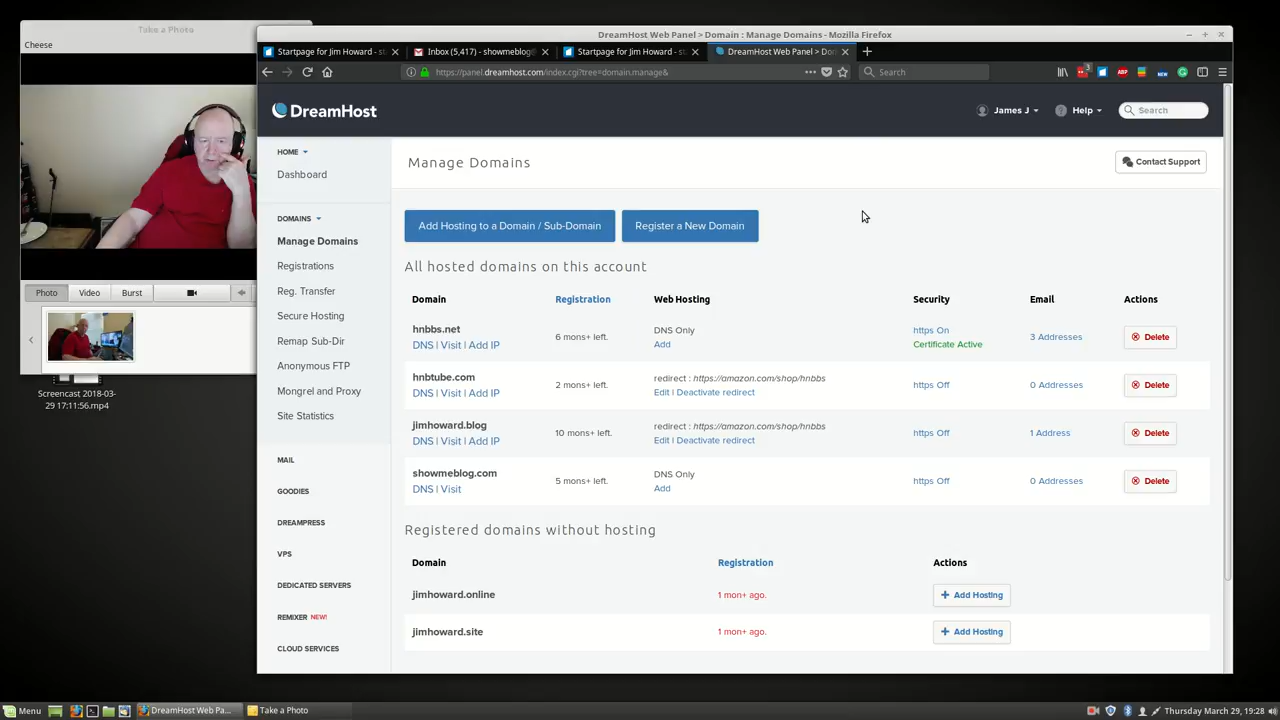 Take a Photo
Cheese
DreamHost Web Panel > Domain : Manage Domains - Mozilla Firefox
Startpage for Jim Howard - st
Inbox (5,417) - showmeblog@
Startpage for Jim Howard - st
DreamHost Web Panel > Do
https://panel.dreamhost.com/index.cgi?tree=domain.manage&
Search
3
ABP
NEW
DreamHost
James J
Help
Search
HOME
Dashboard
DOMAINS
Manage Domains
Registrations
Reg. Transfer
Secure Hosting
Remap Sub-Dir
Anonymous FTP
Mongrel and Proxy
Site Statistics
MAIL
GOODIES
DREAMPRESS
VPS
DEDICATED SERVERS
REMIXER NEW!
CLOUD SERVICES
Manage Domains
Contact Support
Add Hosting to a Domain / Sub-Domain
Register a New Domain
All hosted domains on this account
Domain Registration Web Hosting Security Email Actions
hnbbs.net 6 mons+ left. DNS Only https On 3 Addresses Delete
DNS | Visit | Add IP Add Certificate Active
hnbtube.com 2 mons+ left. redirect : https://amazon.com/shop/hnbbs https Off 0 Addresses Delete
DNS | Visit | Add IP Edit | Deactivate redirect
jimhoward.blog 10 mons+ left. redirect : https://amazon.com/shop/hnbbs https Off 1 Address Delete
DNS | Visit | Add IP Edit | Deactivate redirect
showmeblog.com 5 mons+ left. DNS Only https Off 0 Addresses Delete
DNS | Visit Add
Registered domains without hosting
Domain Registration Actions
jimhoward.online 1 mon+ ago. + Add Hosting
jimhoward.site 1 mon+ ago. + Add Hosting
Photo Video Burst
Screencast 2018-03-
29 17:11:56.mp4
Menu
DreamHost Web Pa...
Take a Photo
Thursday March 29, 19:28